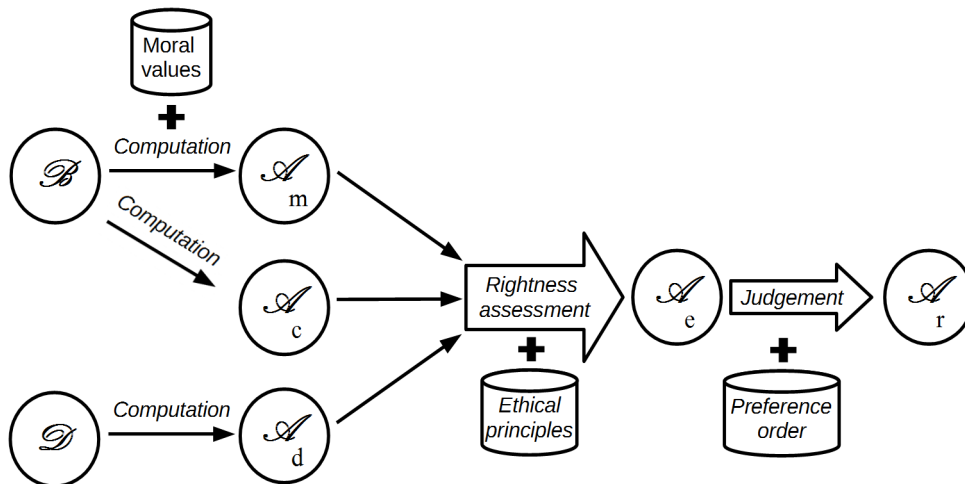 Moral
values
Computation
ℬ
𝒜
m
Computation
𝒜
c
Rightness
assessment
𝒜
e
Judgement
𝒜
r
𝒟
Computation
𝒜
d
Ethical
principles
Preference
order